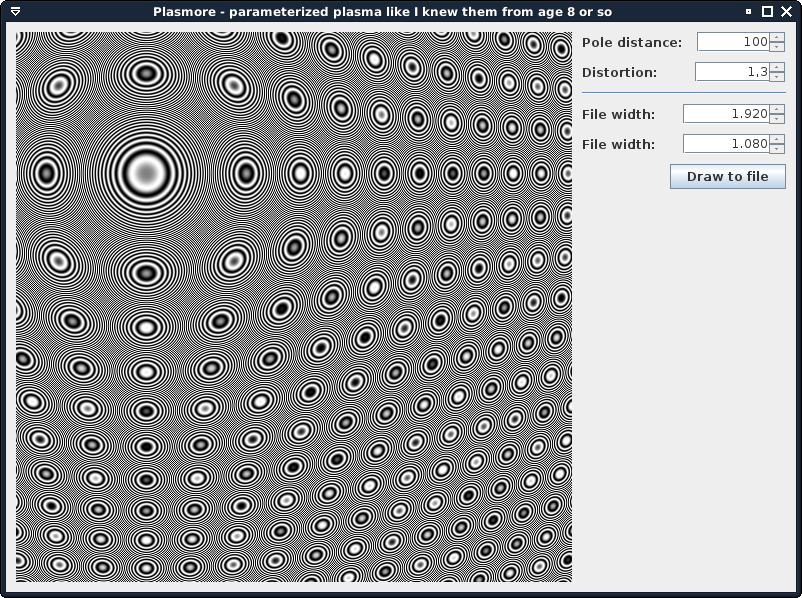 Plasmore - parameterized plasma like I knew them from age 8 or so
Pole distance: 100
Distortion: 1,3
File width: 1.920
File width: 1.080
Draw to file